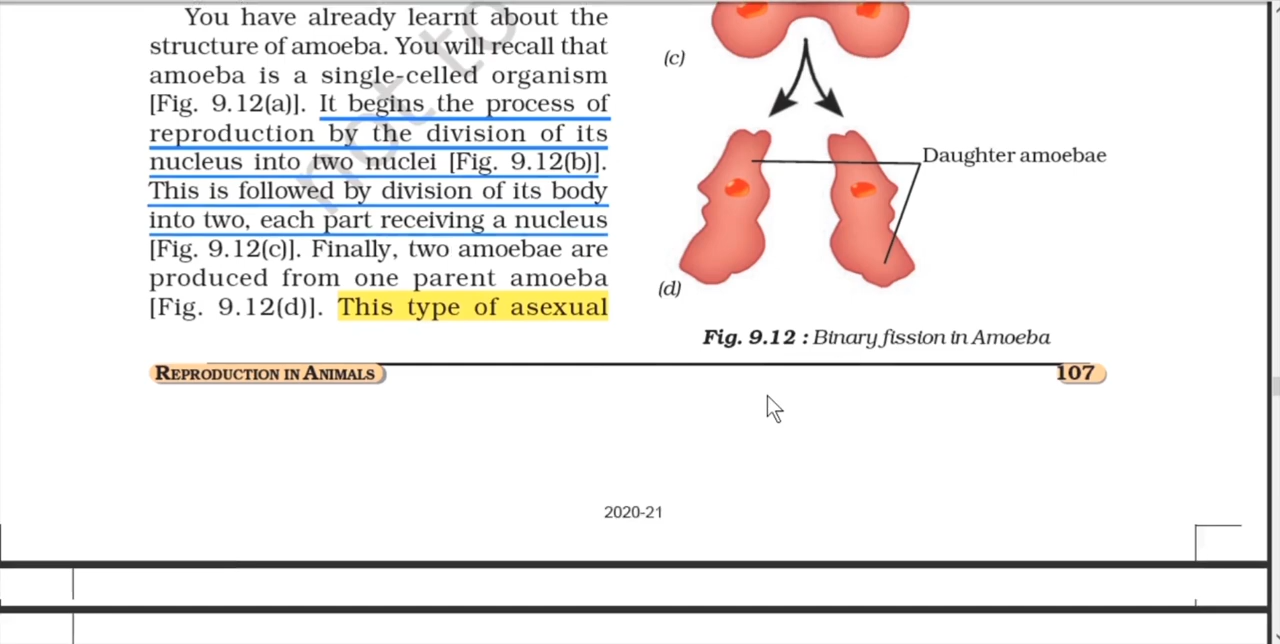 You have already learnt about the
structure of amoeba. You will recall that
amoeba is a single-celled organism
[Fig. 9.12(a)]. It begins the process of
reproduction by the division of its
nucleus into two nuclei [Fig. 9.12(b)].
This is followed by division of its body
into two, each part receiving a nucleus
[Fig. 9.12(c)]. Finally, two amoebae are
produced from one parent amoeba
[Fig. 9.12(d)]. This type of asexual
not to
(c)
Daughter amoebae
(d)
Fig. 9.12 : Binary fission in Amoeba
REPRODUCTION IN ANIMALS
107
2020-21